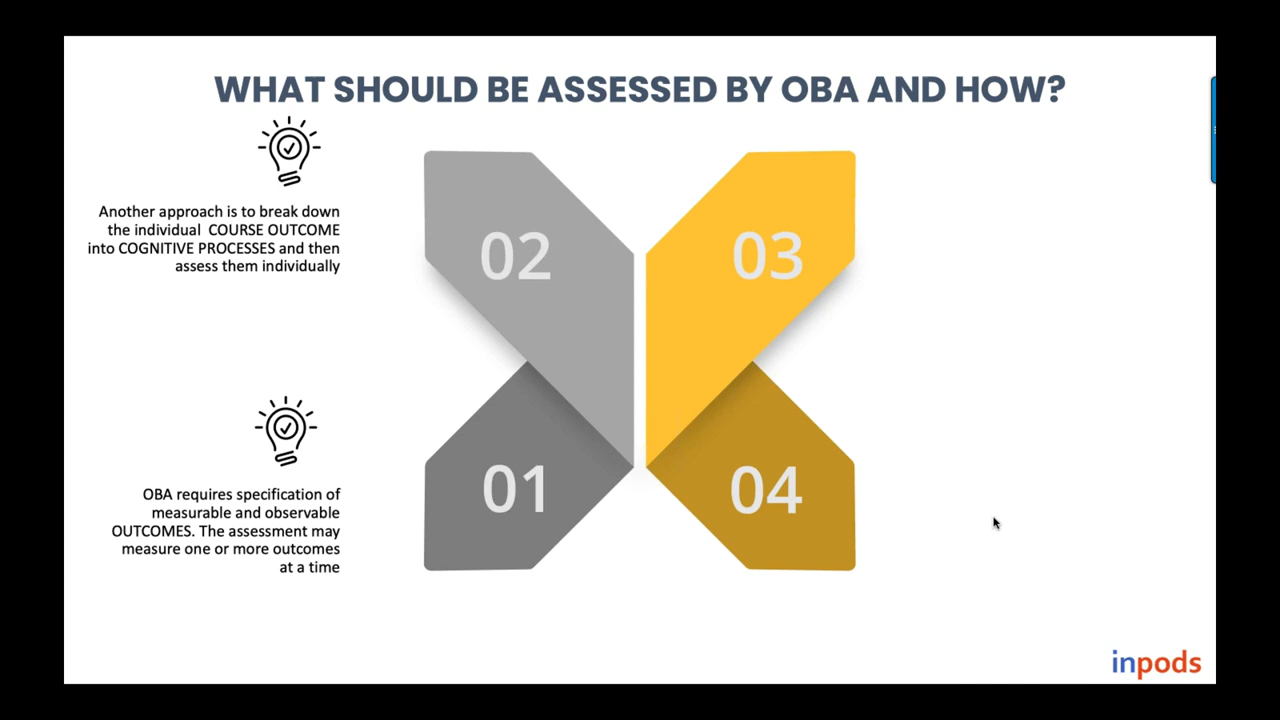 WHAT SHOULD BE ASSESSED BY OBA AND HOW?
Another approach is to break down
the individual COURSE OUTCOME
into COGNITIVE PROCESSES and then
assess them individually
02
03
01
04
OBA requires specification of
measurable and observable
OUTCOMES. The assessment may
measure one or more outcomes
at a time
inpods